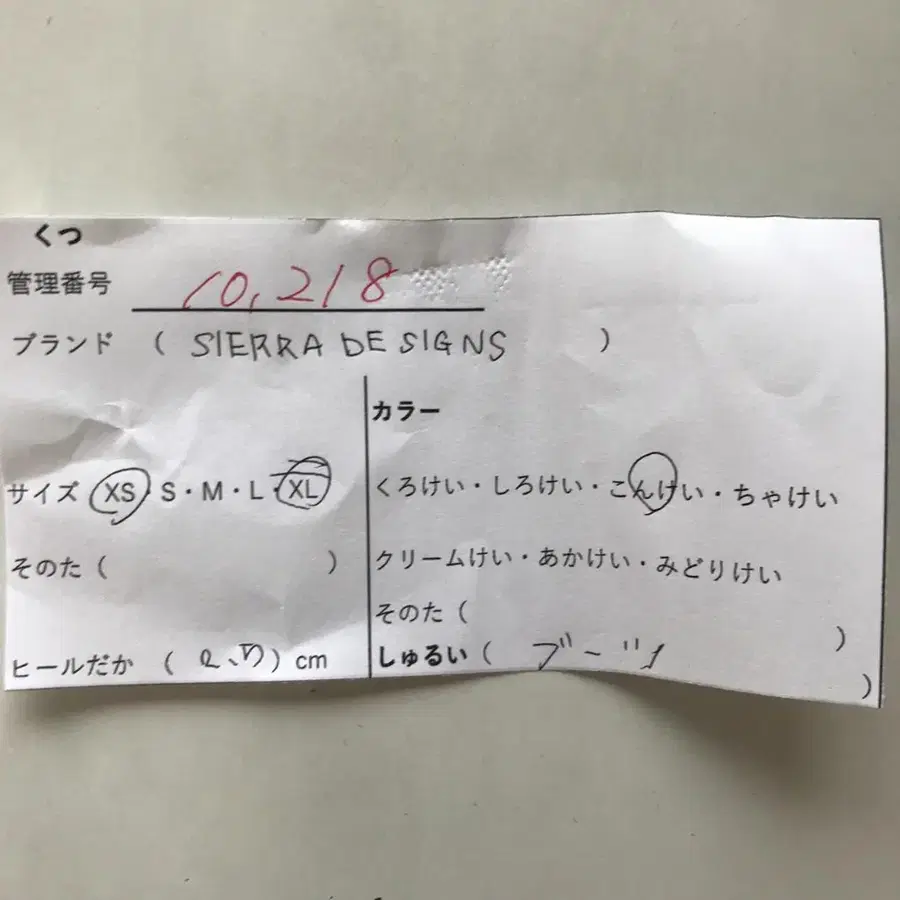 くつ
管理番号 10,218
ブランド ( SIERRA DESIGNS )
サイズ XS・S・M・L・XL
そのた ( )
ヒールだか ( ) cm
カラー
くろけい・しろけい・こんけい・ちゃけい
クリームけい・あかけい・みどりけい
そのた ( )
しゅるい ( ブーツ )